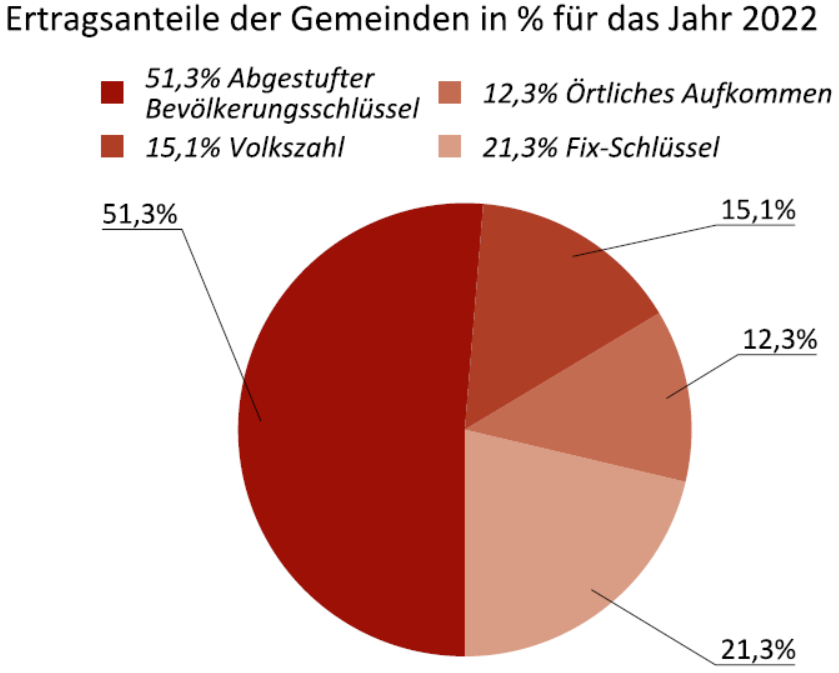 Ertragsanteile der Gemeinden in % für das Jahr 2022
51,3% Abgestufter
Bevölkerungsschlüssel
12,3% Örtliches Aufkommen
15,1% Volkszahl
21,3% Fix-Schlüssel
51,3%
15,1%
12,3%
21,3%